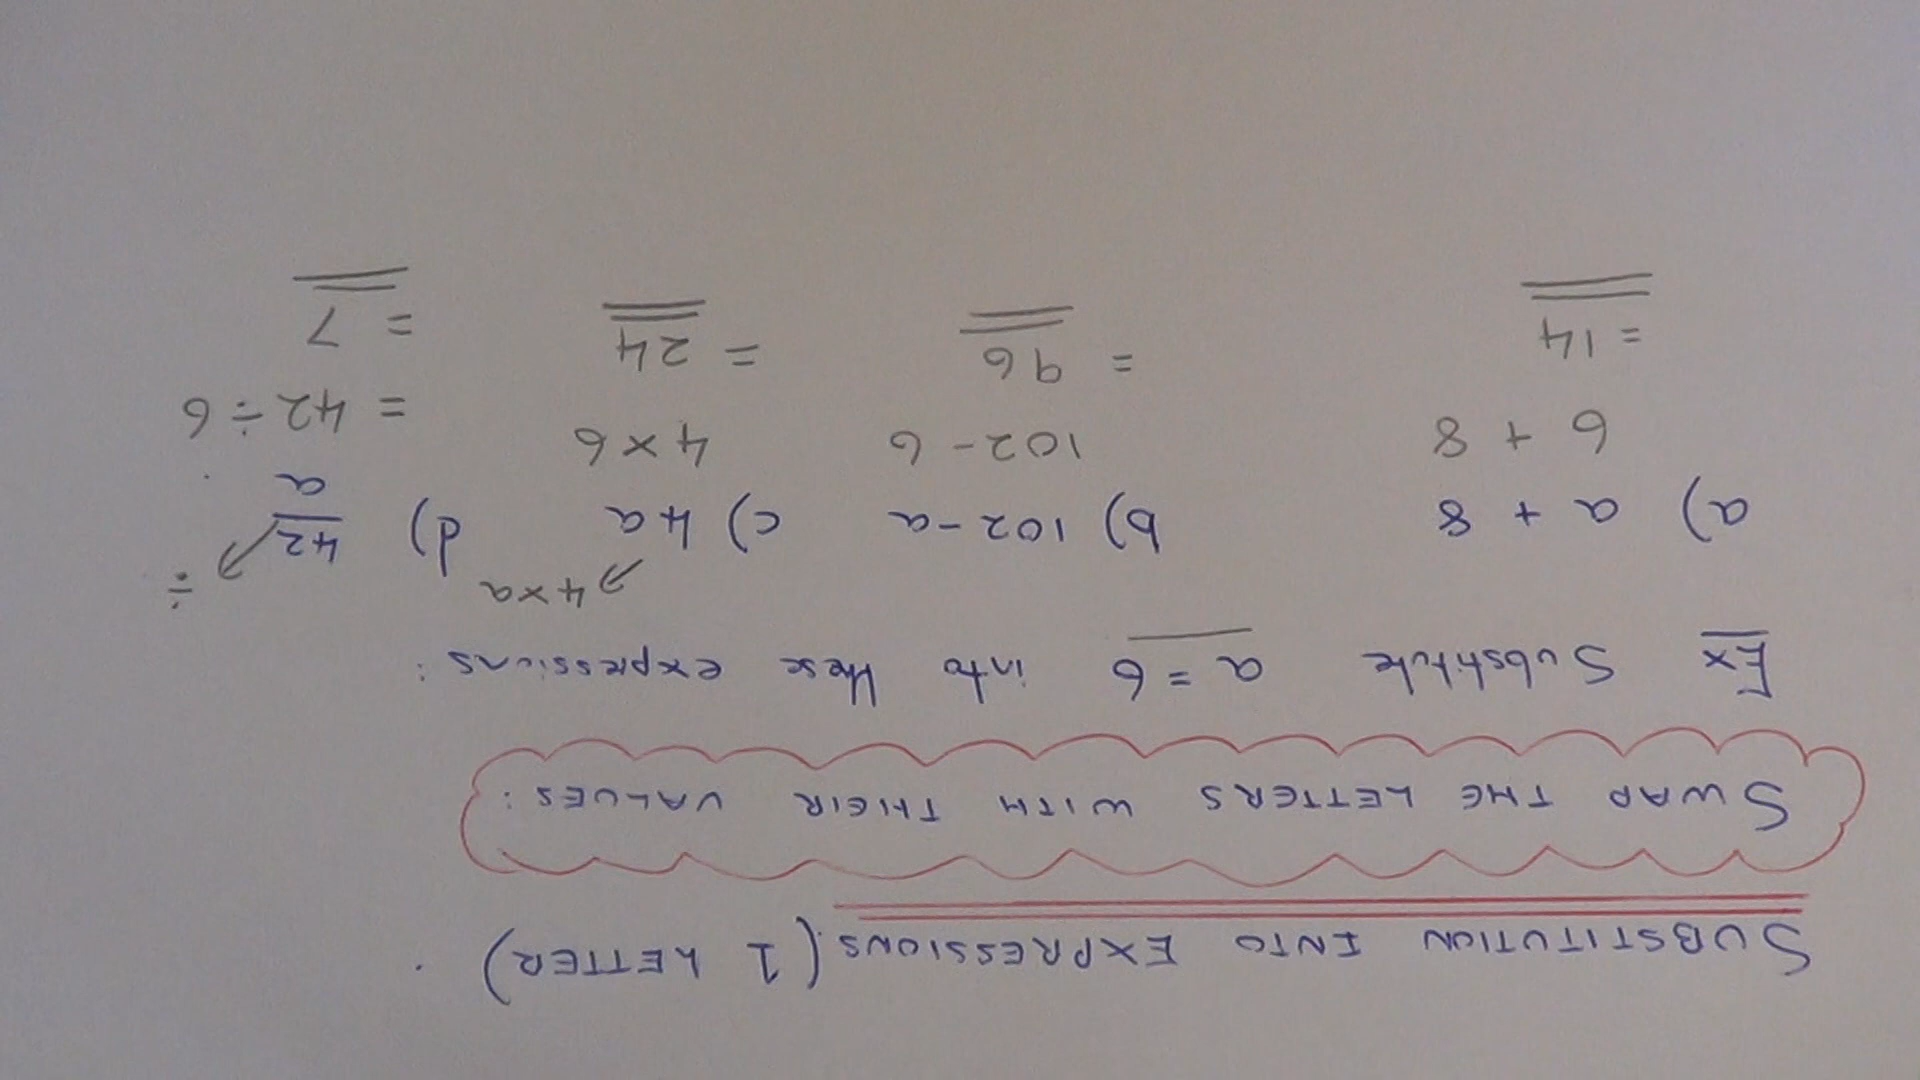 SUBSTITUTION INTO EXPRESSIONS (1 LETTER).
SWAP THE LETTERS WITH THEIR VALUES:
Ex Substitute a = 6 into these expressions:
4×a ÷
a) a + 8 b) 102 - a c) 4a d) 42/a
6 + 8 102 - 6 4 × 6 = 42 ÷ 6
= 14 = 96 = 24 = 7